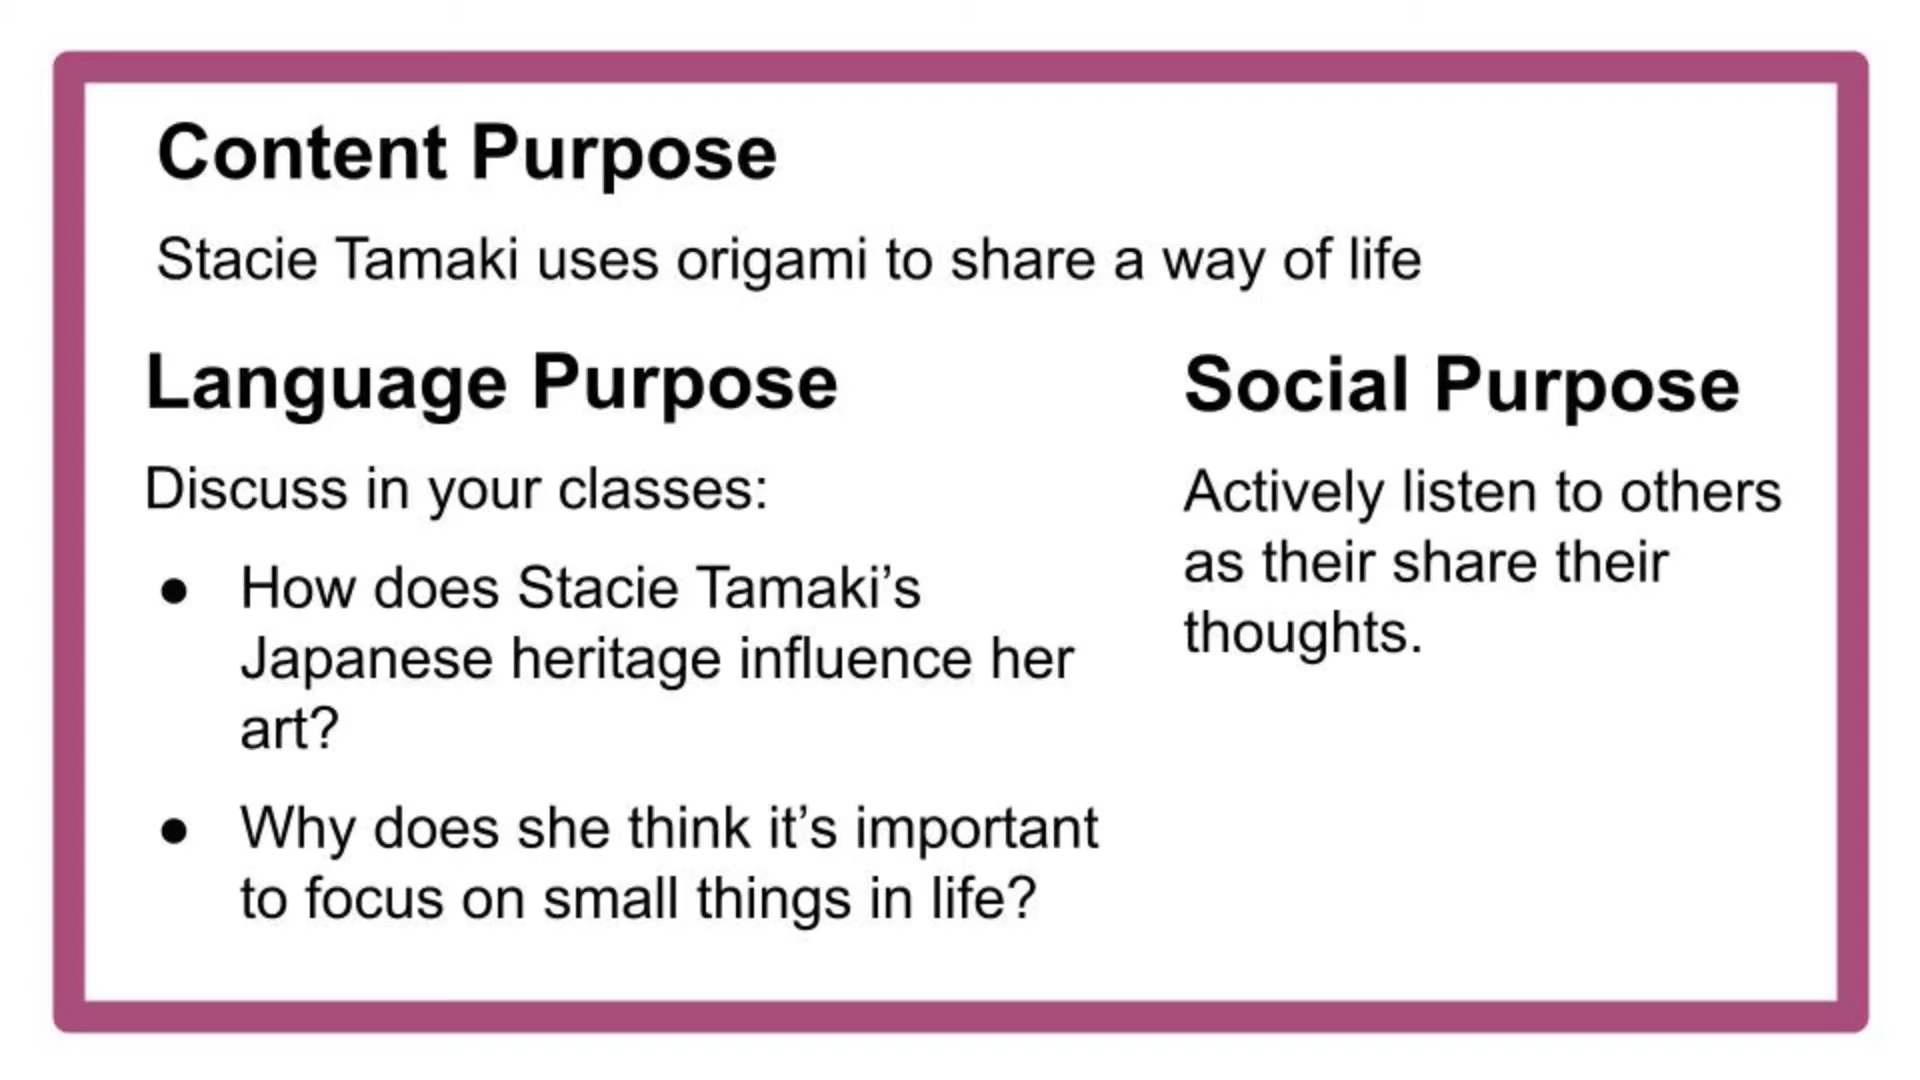 Content Purpose
Stacie Tamaki uses origami to share a way of life
Language Purpose
Discuss in your classes:
● How does Stacie Tamaki’s
Japanese heritage influence her
art?
● Why does she think it’s important
to focus on small things in life?
Social Purpose
Actively listen to others
as their share their
thoughts.